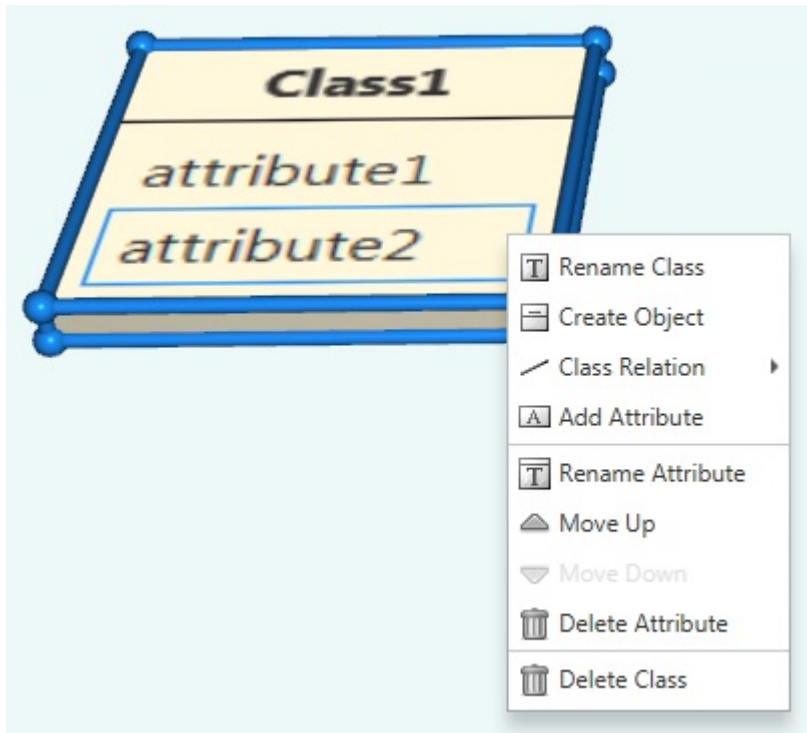 Class1
attribute1
attribute2
Rename Class
Create Object
Class Relation
Add Attribute
Rename Attribute
Move Up
Move Down
Delete Attribute
Delete Class